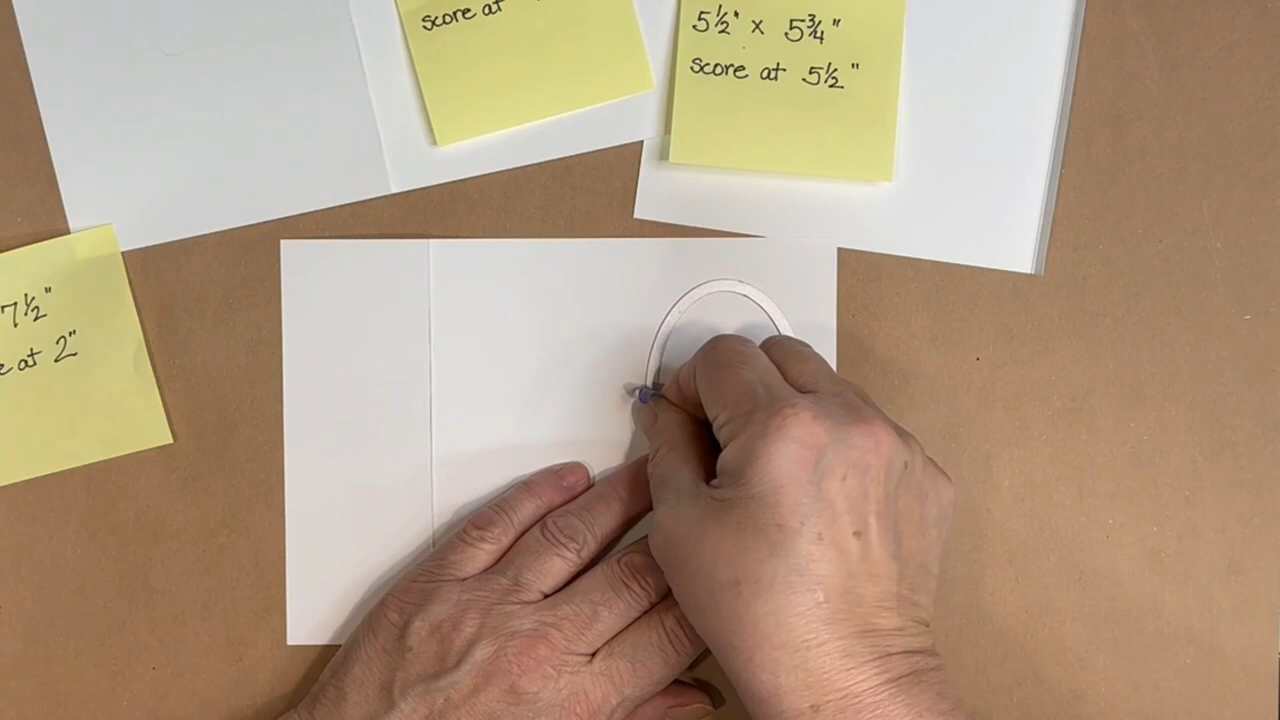 score at
5½" x 5¾"
score at 5½"
7½"
at 2"